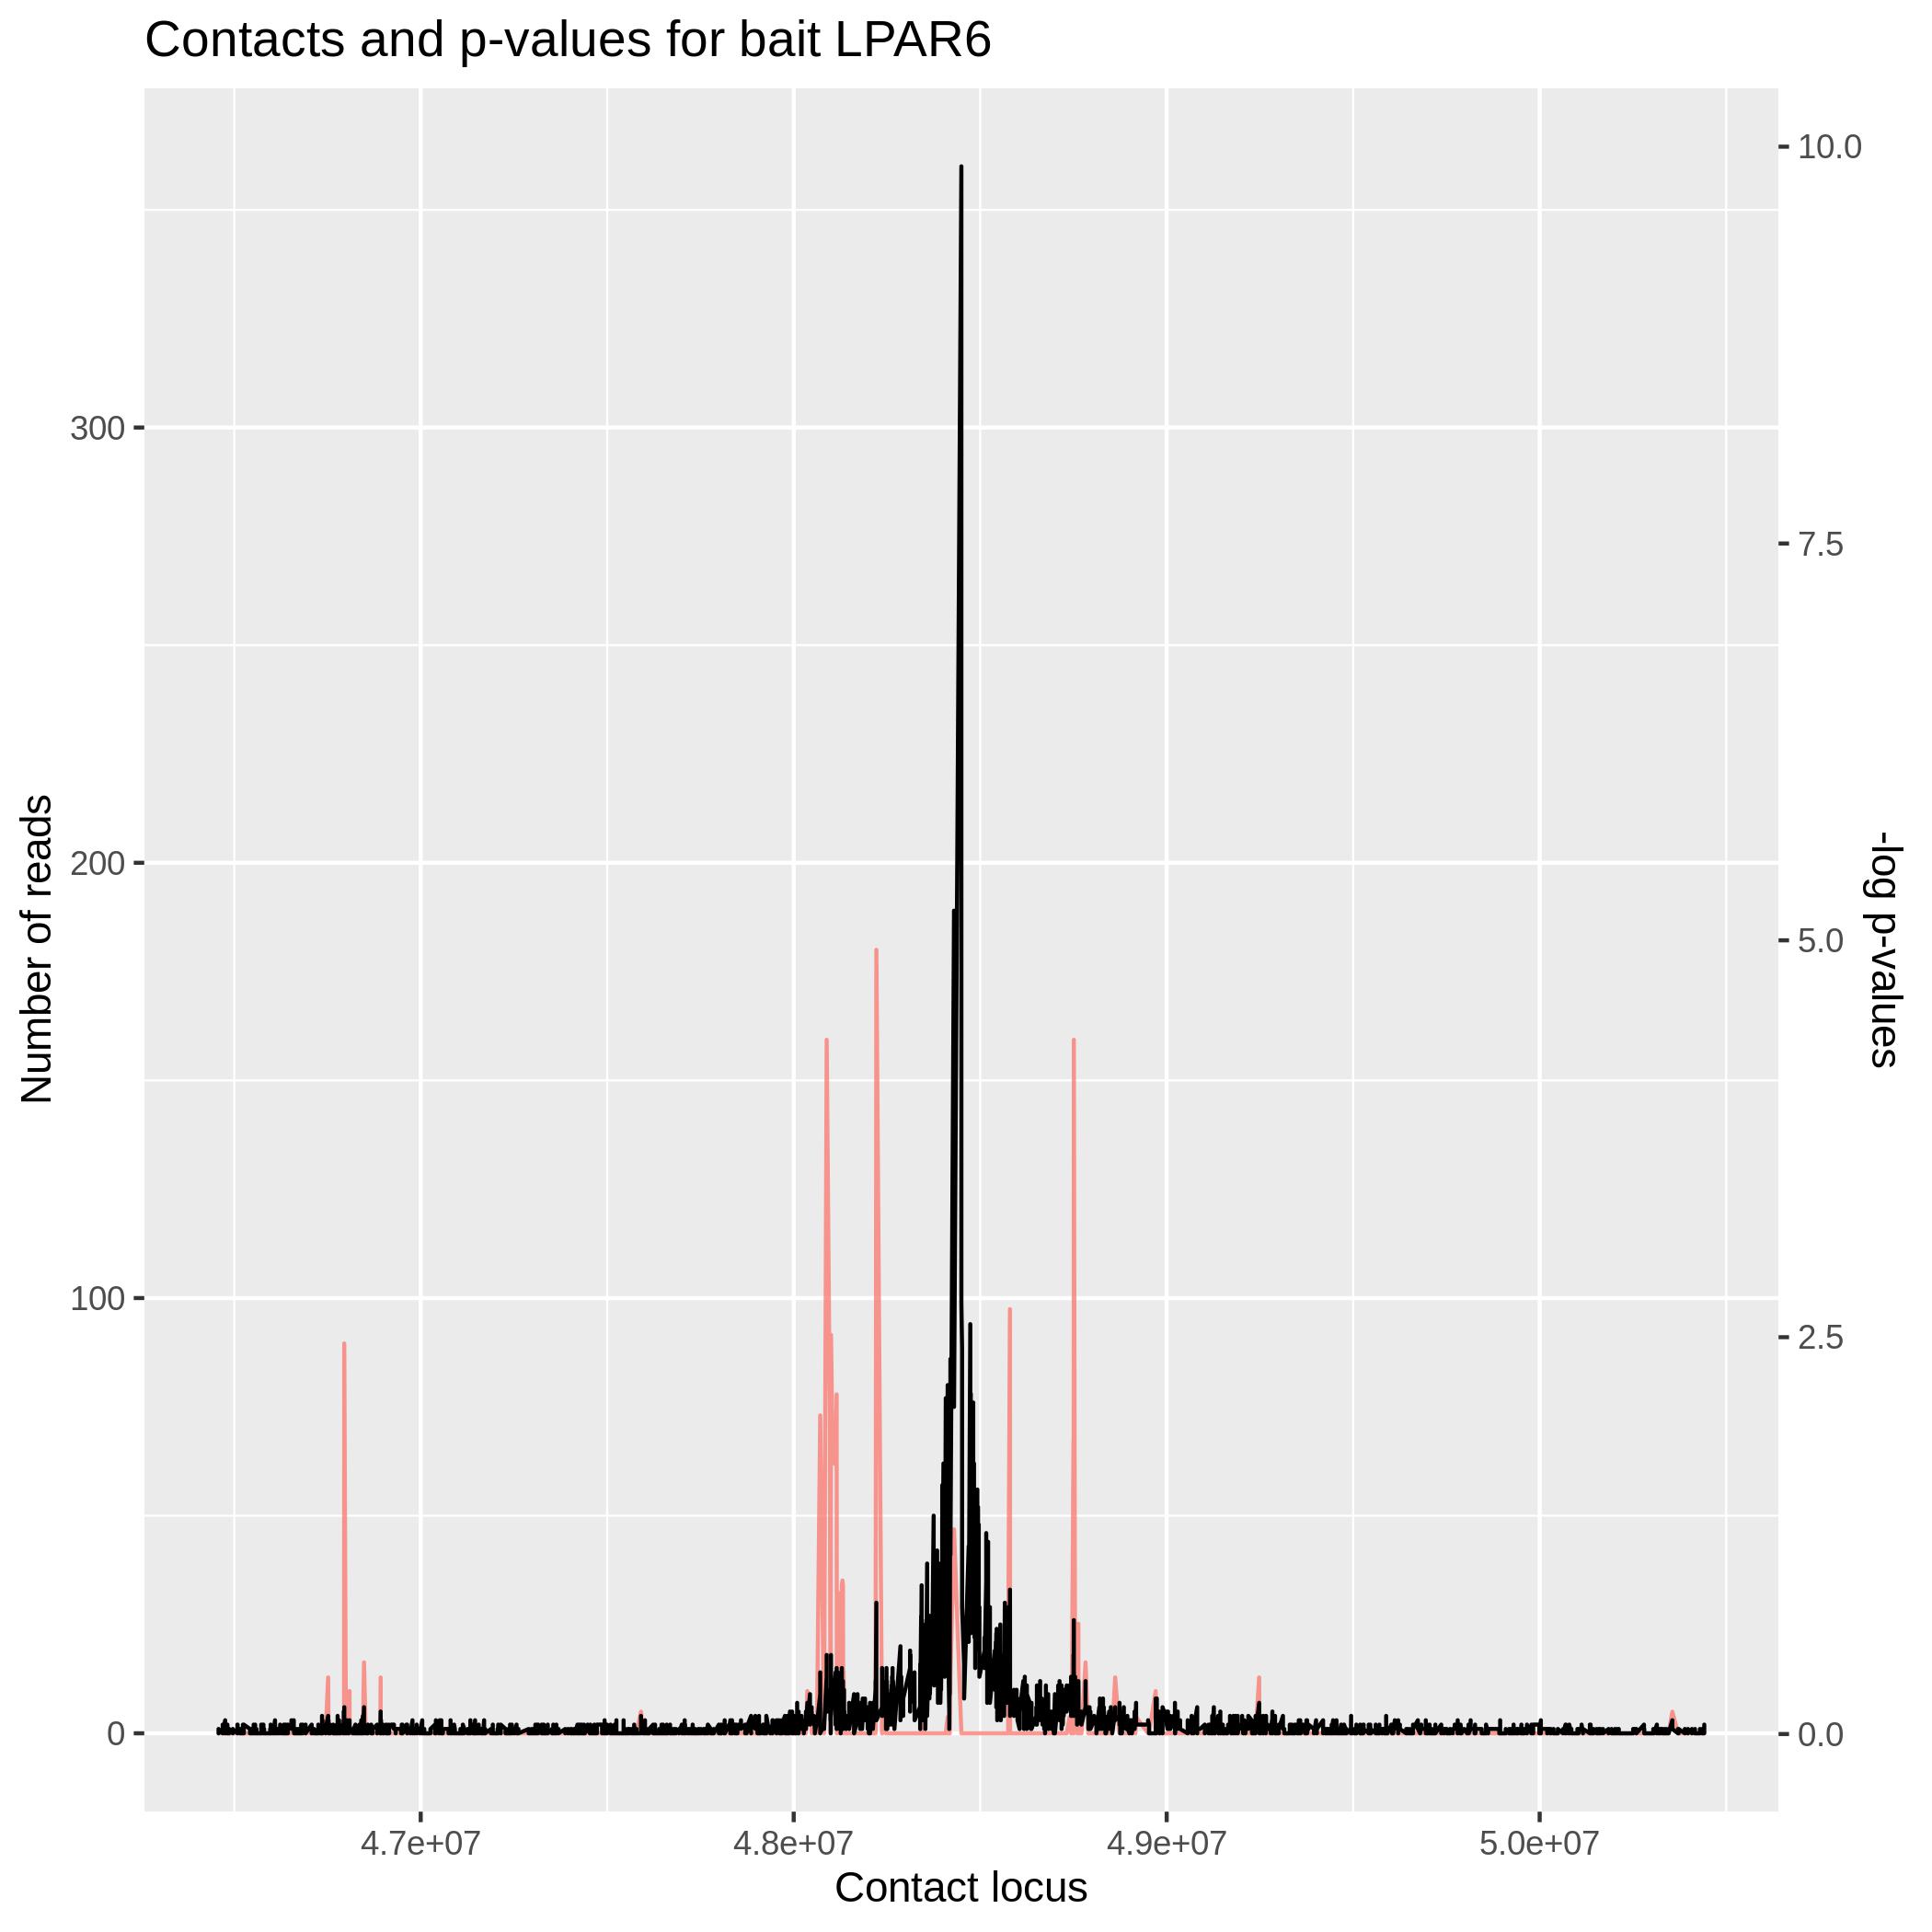 Contacts and p-values for bait LPAR6
Number of reads
300
200
100
0
10.0
7.5
5.0
2.5
0.0
-log p-values
4.7e+07
4.8e+07
4.9e+07
5.0e+07
Contact locus